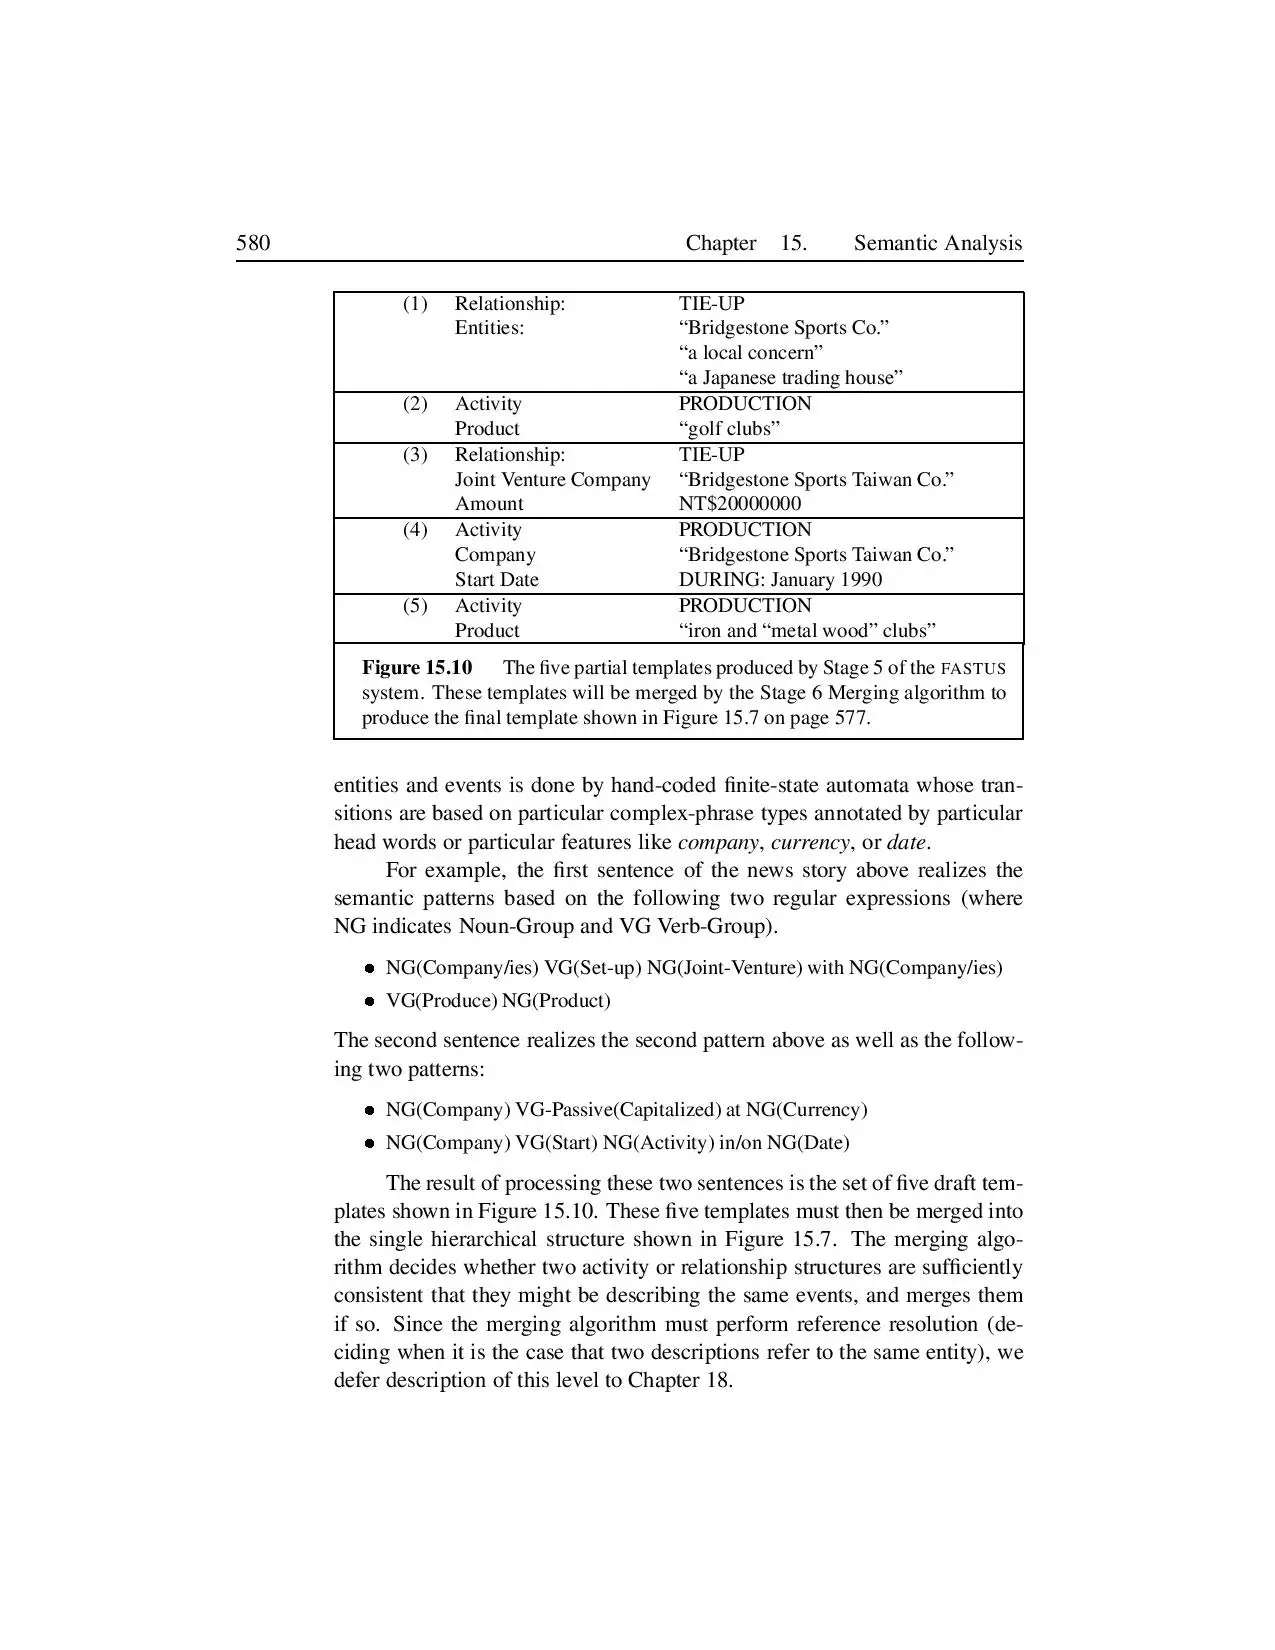 580 Chapter 15. Semantic Analysis
(1) Relationship: TIE-UP
Entities: “Bridgestone Sports Co.”
“a local concern”
“a Japanese trading house”
(2) Activity PRODUCTION
Product “golf clubs”
(3) Relationship: TIE-UP
Joint Venture Company “Bridgestone Sports Taiwan Co.”
Amount NT$20000000
(4) Activity PRODUCTION
Company “Bridgestone Sports Taiwan Co.”
Start Date DURING: January 1990
(5) Activity PRODUCTION
Product “iron and “metal wood” clubs”
Figure 15.10 The five partial templates produced by Stage 5 of the FASTUS
system. These templates will be merged by the Stage 6 Merging algorithm to
produce the final template shown in Figure 15.7 on page 577.
entities and events is done by hand-coded finite-state automata whose tran-
sitions are based on particular complex-phrase types annotated by particular
head words or particular features like company, currency, or date.
For example, the first sentence of the news story above realizes the
semantic patterns based on the following two regular expressions (where
NG indicates Noun-Group and VG Verb-Group).
• NG(Company/ies) VG(Set-up) NG(Joint-Venture) with NG(Company/ies)
• VG(Produce) NG(Product)
The second sentence realizes the second pattern above as well as the follow-
ing two patterns:
• NG(Company) VG-Passive(Capitalized) at NG(Currency)
• NG(Company) VG(Start) NG(Activity) in/on NG(Date)
The result of processing these two sentences is the set of five draft tem-
plates shown in Figure 15.10. These five templates must then be merged into
the single hierarchical structure shown in Figure 15.7. The merging algo-
rithm decides whether two activity or relationship structures are sufficiently
consistent that they might be describing the same events, and merges them
if so. Since the merging algorithm must perform reference resolution (de-
ciding when it is the case that two descriptions refer to the same entity), we
defer description of this level to Chapter 18.